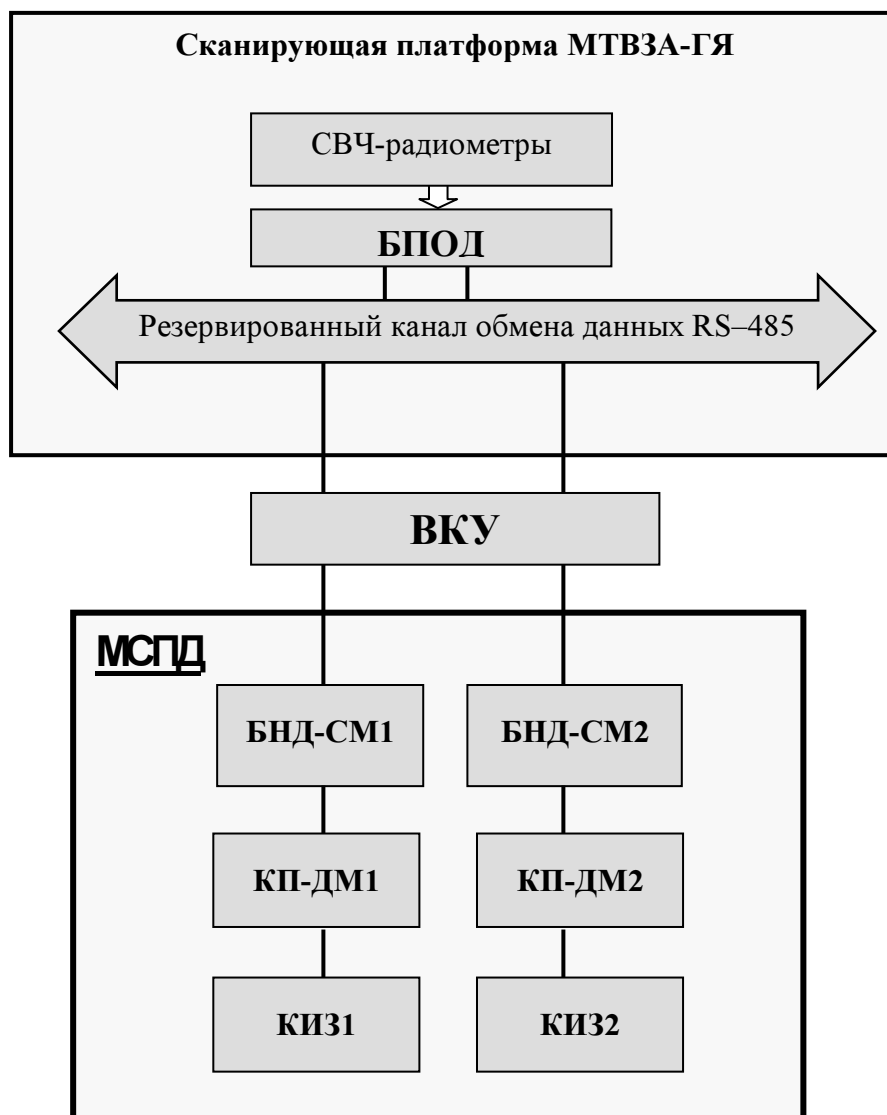 Сканирующая платформа МТВЗА-ГЯ
СВЧ-радиометры
БПОД
Резервированный канал обмена данных RS–485
ВКУ
МСПД
БНД-СМ1
БНД-СМ2
КП-ДМ1
КП-ДМ2
КИЗ1
КИЗ2